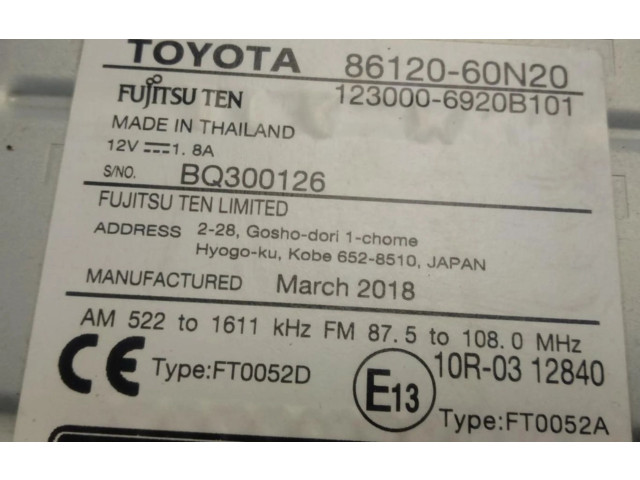 TOYOTA 86120-60N20
FUJITSU TEN 123000-6920B101
MADE IN THAILAND
12V⎓1. 8A
S/NO. BQ300126
FUJITSU TEN LIMITED
ADDRESS 2-28, Gosho-dori 1-chome
Hyogo-ku, Kobe 652-8510, JAPAN
MANUFACTURED March 2018
AM 522 to 1611 kHz FM 87.5 to 108.0 MHz
CE Type:FT0052D E13 10R-03 12840
Type:FT0052A